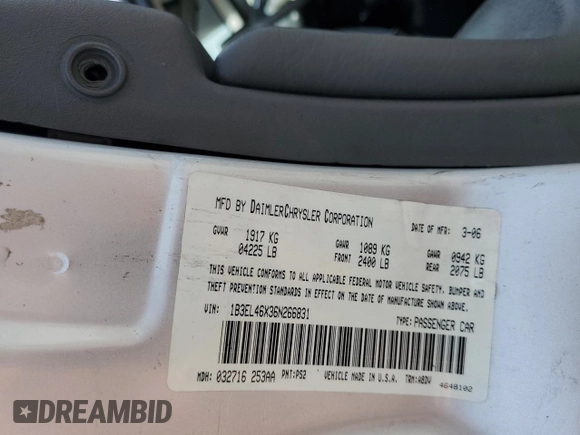 MFD BY DAIMLERCHRYSLER CORPORATION
DATE OF MFR: 3-06
GVWR 1917 KG GAWR 1089 KG GAWR 0942 KG
04225 LB FRONT 2400 LB REAR 2075 LB
THIS VEHICLE CONFORMS TO ALL APPLICABLE FEDERAL MOTOR VEHICLE SAFETY, BUMPER AND
THEFT PREVENTION STANDARDS IN EFFECT ON THE DATE OF MANUFACTURE SHOWN ABOVE.
VIN: 1B3EL46X36N266831
TYPE: PASSENGER CAR
MDH: 032716 253AA PNT: PS2 VEHICLE MADE IN U.S.A. TRM: A8DV
4648102
DREAMBID